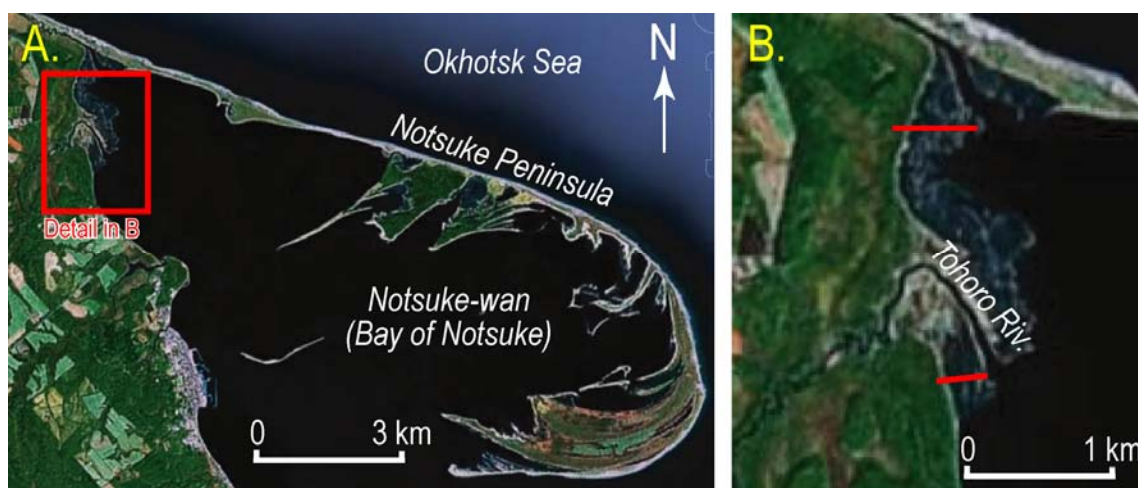 A.
Okhotsk Sea
N
Notsuke Peninsula
Detail in B
Notsuke-wan
(Bay of Notsuke)
0 3 km
B.
Tohoro Riv.
0 1 km